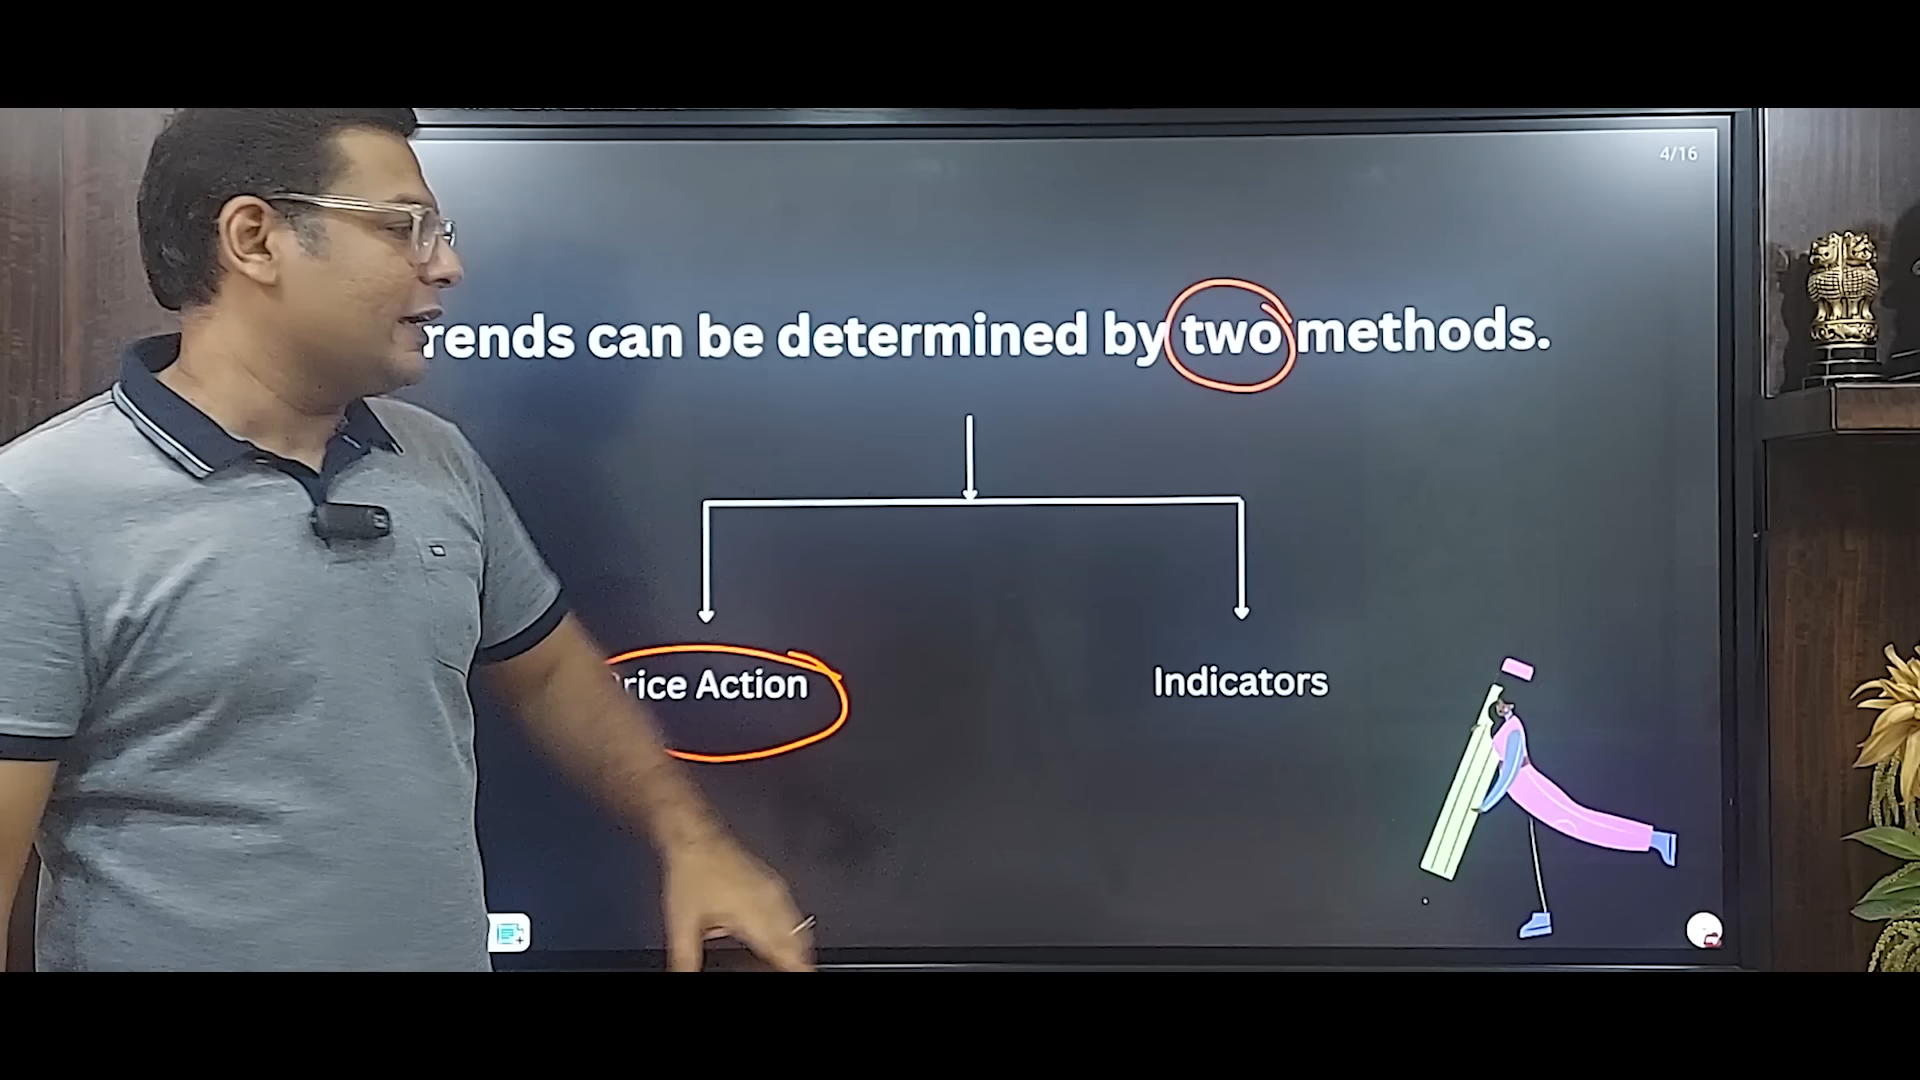 4/16
rends can be determined by two methods.
rice Action
Indicators